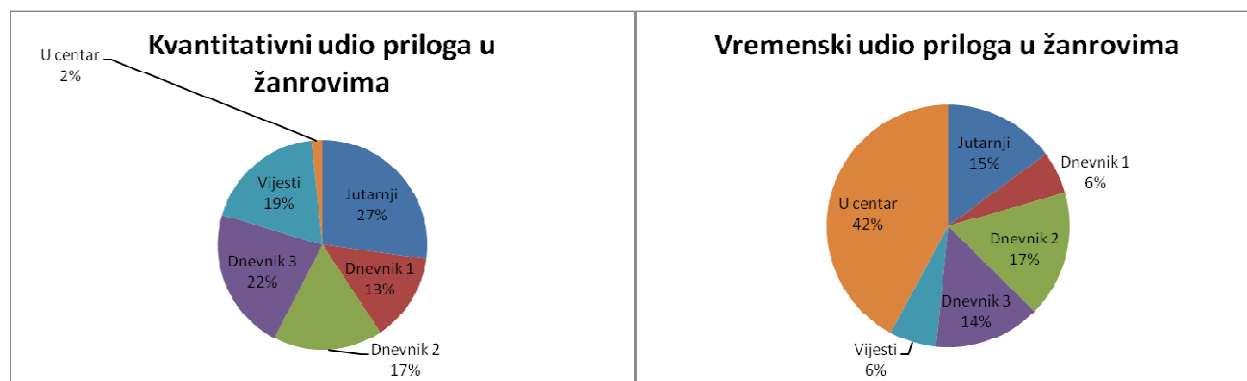 Kvantitativni udio priloga u
žanrovima
U centar
2%
Jutarnji
27%
Dnevnik 1
13%
Dnevnik 2
17%
Dnevnik 3
22%
Vijesti
19%
Vremenski udio priloga u žanrovima
Jutarnji
15%
Dnevnik 1
6%
Dnevnik 2
17%
Dnevnik 3
14%
Vijesti
6%
U centar
42%